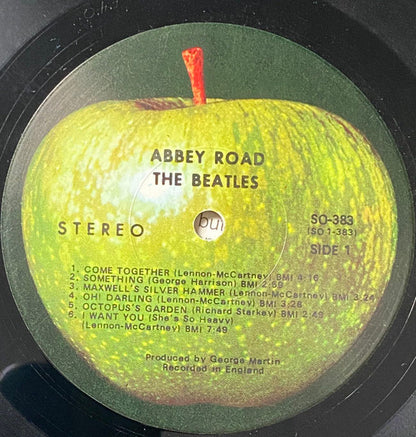 ABBEY ROAD
THE BEATLES
STEREO
SO-383
(SO 1-383)
SIDE 1
1. COME TOGETHER (Lennon-McCartney) BMI 4:16
2. SOMETHING (George Harrison) BMI 2:59
3. MAXWELL'S SILVER HAMMER (Lennon-McCartney) BMI 3:24
4. OH! DARLING (Lennon-McCartney) BMI 3:28
5. OCTOPUS'S GARDEN (Richard Starkey) BMI 2:49
6. I WANT YOU (She's So Heavy)
(Lennon-McCartney) BMI 7:49
Produced by George Martin
Recorded in England